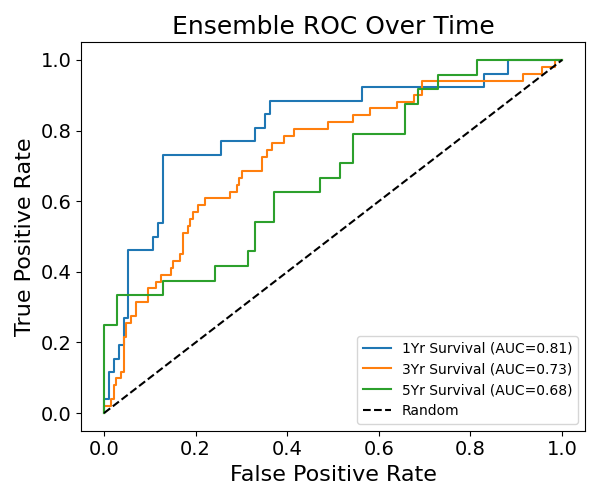 Ensemble ROC Over Time
True Positive Rate
1.0
0.8
0.6
0.4
0.2
0.0
0.0 0.2 0.4 0.6 0.8 1.0
False Positive Rate
1Yr Survival (AUC=0.81)
3Yr Survival (AUC=0.73)
5Yr Survival (AUC=0.68)
Random